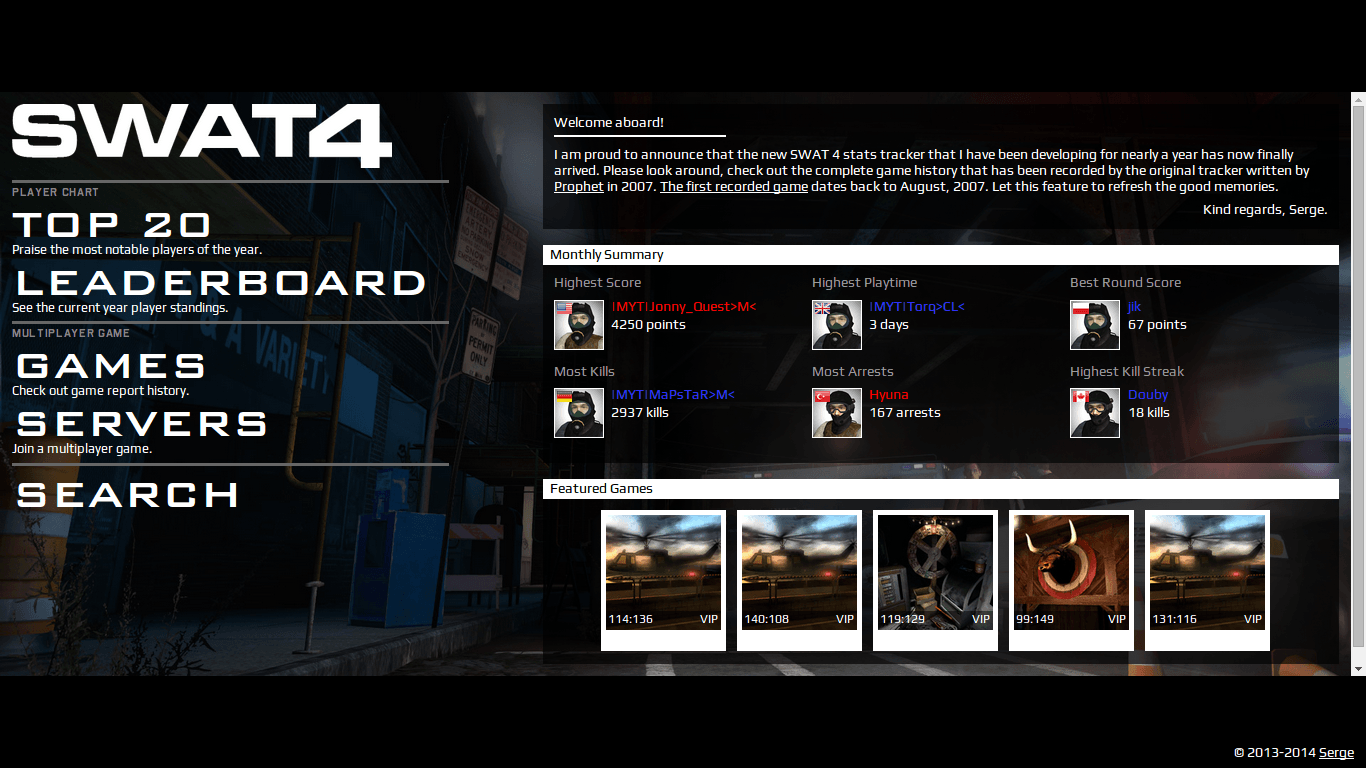 SWAT4
PLAYER CHART
TOP 20
Praise the most notable players of the year.
LEADERBOARD
See the current year player standings.
MULTIPLAYER GAME
GAMES
Check out game report history.
SERVERS
Join a multiplayer game.
SEARCH
Welcome aboard!
I am proud to announce that the new SWAT 4 stats tracker that I have been developing for nearly a year has now finally
arrived. Please look around, check out the complete game history that has been recorded by the original tracker written by
Prophet in 2007. The first recorded game dates back to August, 2007. Let this feature to refresh the good memories.
Kind regards, Serge.
Monthly Summary
Highest Score
|MYT|Jonny_Quest>M<
4250 points
Highest Playtime
|MYT|Torq>CL<
3 days
Best Round Score
jik
67 points
Most Kills
|MYT|MaPsTaR>M<
2937 kills
Most Arrests
Hyuna
167 arrests
Highest Kill Streak
Douby
18 kills
Featured Games
114:136 VIP
140:108 VIP
119:129 VIP
99:149 VIP
131:116 VIP
PARKING
PERMIT
ONLY
& A VARIETY
© 2013-2014 Serge